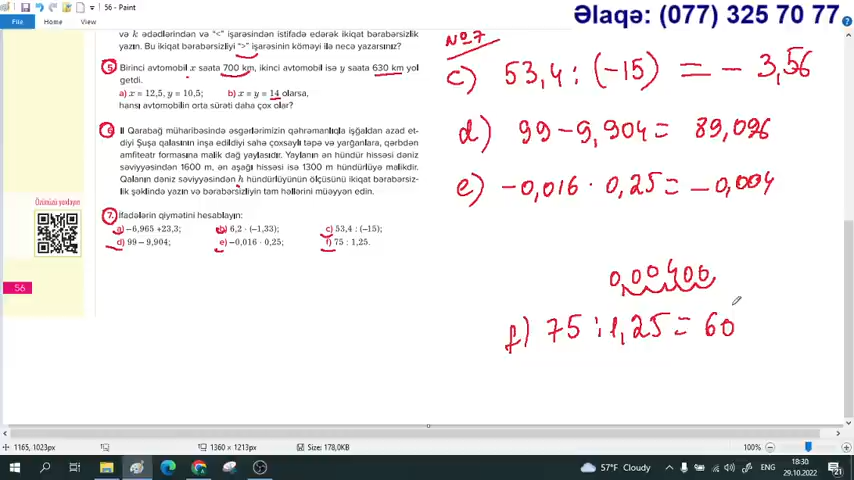 56 - Paint
Əlaqə: (077) 325 70 77
File Home View
və k ədədlərindən və "<" işarəsindən istifadə edərək ikiqat bərabərsizlik
yazın. Bu ikiqat bərabərsizliyi ">" işarəsinin köməyi ilə necə yazarsınız?
5 Birinci avtomobil x saata 700 km, ikinci avtomobil isə y saata 630 km yol
getdi.
a) x = 12,5, y = 10,5; b) x = y = 14 olarsa,
hansı avtomobilin orta sürəti daha çox olar?
6 II Qarabağ müharibəsində əsgərlərimizin qəhrəmanlıqla işğaldan azad et-
diyi Şuşa qalasının inşa edildiyi sahə çoxsaylı təpə və yarğanlara, qərbdən
amfiteatr formasına malik dağ yaylasıdır. Yaylanın ən hündür hissəsi dəniz
səviyyəsindən 1600 m, ən aşağı hissəsi isə 1300 m hündürlüyə malikdir.
Qalanın dəniz səviyyəsindən h hündürlüyünün ölçüsünü ikiqat bərabərsiz-
lik şəklində yazın və bərabərsizliyin tam həllərini müəyyən edin.
Özünüzü yoxlayın
7. İfadələrin qiymətini hesablayın:
a) −6,965 +23,3; b) 6,2 · (−1,33); c) 53,4 : (−15);
d) 99 − 9,904; e) −0,016 · 0,25; f) 75 : 1,25.
56
№7
c) 53,4 : (-15) = - 3,56
d) 99 - 9,904 = 89,096
e) -0,016 · 0,25 = -0,004
0,00400
f) 75 : 1,25 = 60
1165, 1023px 1360 × 1213px Size: 178,0KB 100%
57°F Cloudy ENG 18:30
29.10.2022 21